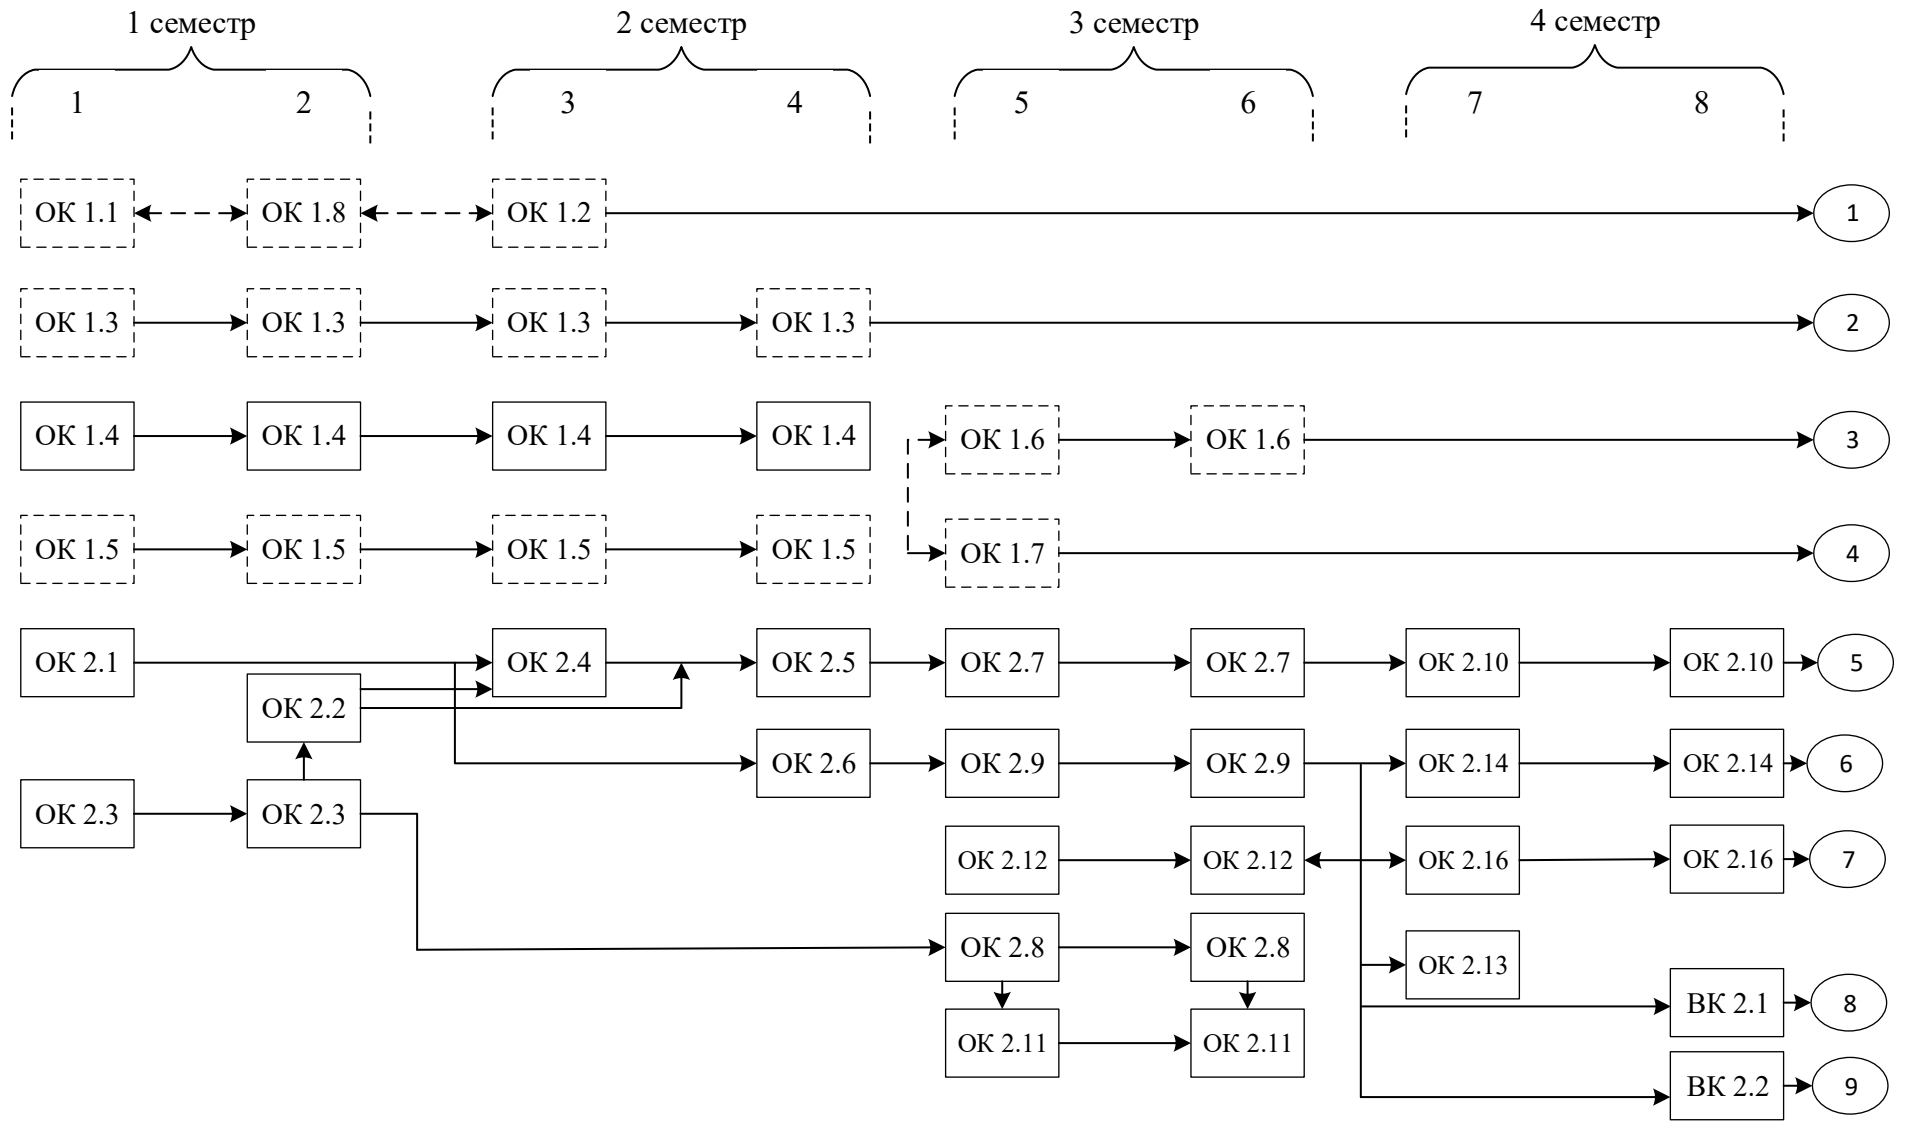 1 семестр 2 семестр 3 семестр 4 семестр
1 2 3 4 5 6 7 8
ОК 1.1 ОК 1.8 ОК 1.2 1
ОК 1.3 ОК 1.3 ОК 1.3 ОК 1.3 2
ОК 1.4 ОК 1.4 ОК 1.4 ОК 1.4 ОК 1.6 ОК 1.6 3
ОК 1.5 ОК 1.5 ОК 1.5 ОК 1.5 ОК 1.7 4
ОК 2.1 ОК 2.4 ОК 2.5 ОК 2.7 ОК 2.7 ОК 2.10 ОК 2.10 5
ОК 2.2
ОК 2.6 ОК 2.9 ОК 2.9 ОК 2.14 ОК 2.14 6
ОК 2.3 ОК 2.3
ОК 2.12 ОК 2.12 ОК 2.16 ОК 2.16 7
ОК 2.8 ОК 2.8
ОК 2.13
ВК 2.1 8
ОК 2.11 ОК 2.11
ВК 2.2 9